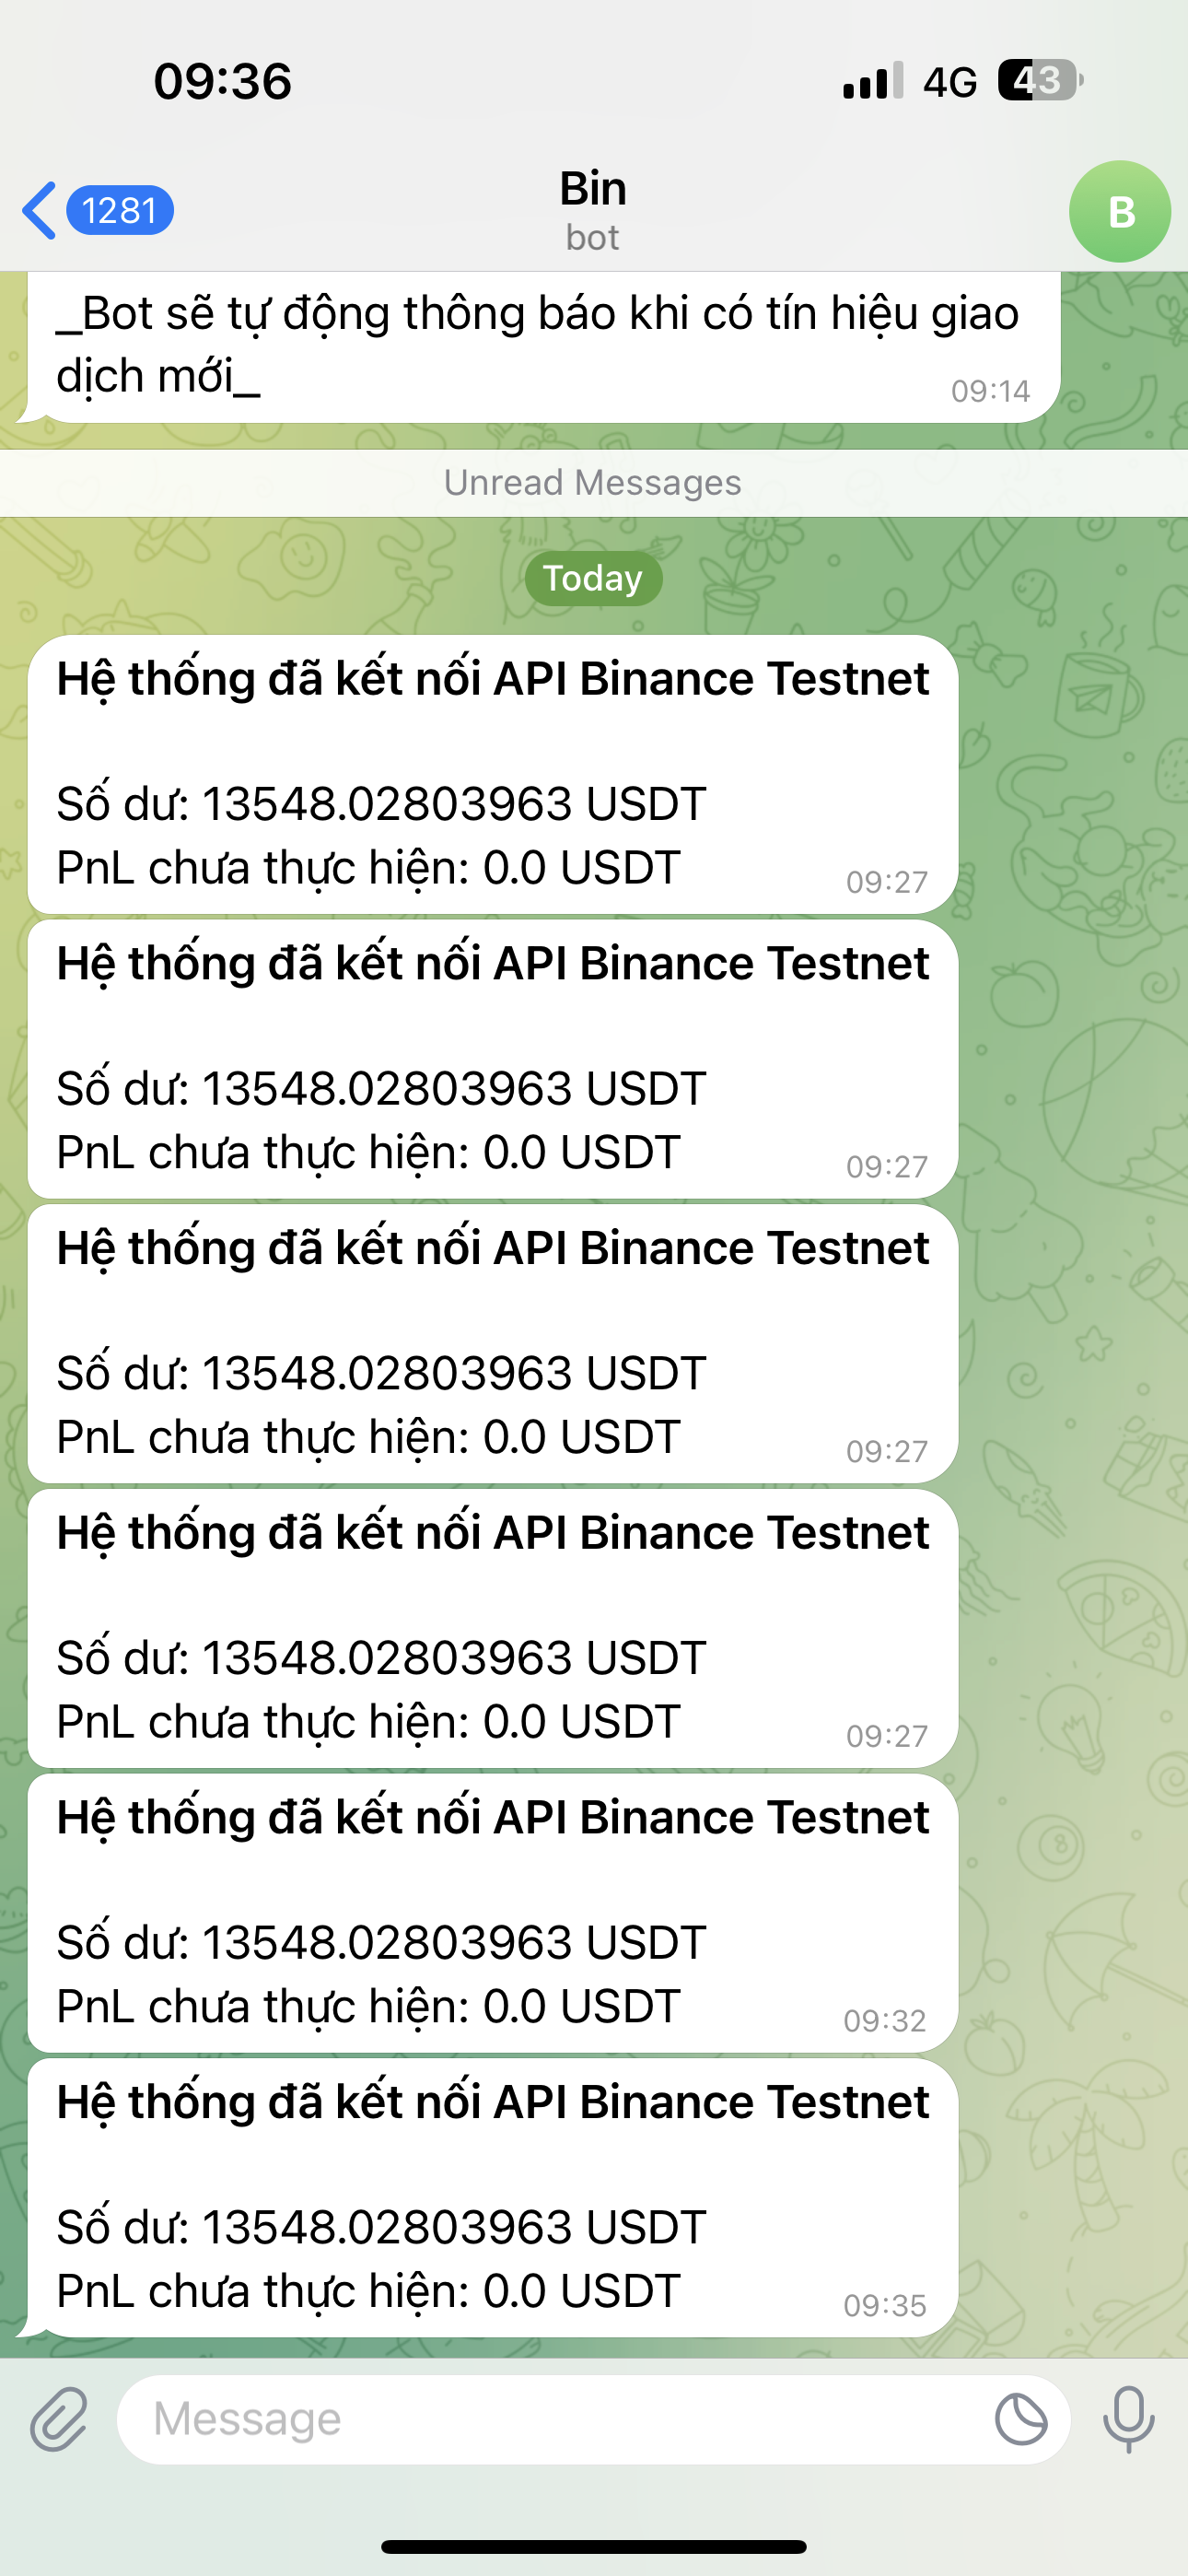 09:36
4G
43
1281
Bin
bot
B
_Bot sẽ tự động thông báo khi có tín hiệu giao
dịch mới_
09:14
Unread Messages
Today
Hệ thống đã kết nối API Binance Testnet
Số dư: 13548.02803963 USDT
PnL chưa thực hiện: 0.0 USDT
09:27
Hệ thống đã kết nối API Binance Testnet
Số dư: 13548.02803963 USDT
PnL chưa thực hiện: 0.0 USDT
09:27
Hệ thống đã kết nối API Binance Testnet
Số dư: 13548.02803963 USDT
PnL chưa thực hiện: 0.0 USDT
09:27
Hệ thống đã kết nối API Binance Testnet
Số dư: 13548.02803963 USDT
PnL chưa thực hiện: 0.0 USDT
09:27
Hệ thống đã kết nối API Binance Testnet
Số dư: 13548.02803963 USDT
PnL chưa thực hiện: 0.0 USDT
09:32
Hệ thống đã kết nối API Binance Testnet
Số dư: 13548.02803963 USDT
PnL chưa thực hiện: 0.0 USDT
09:35
Message